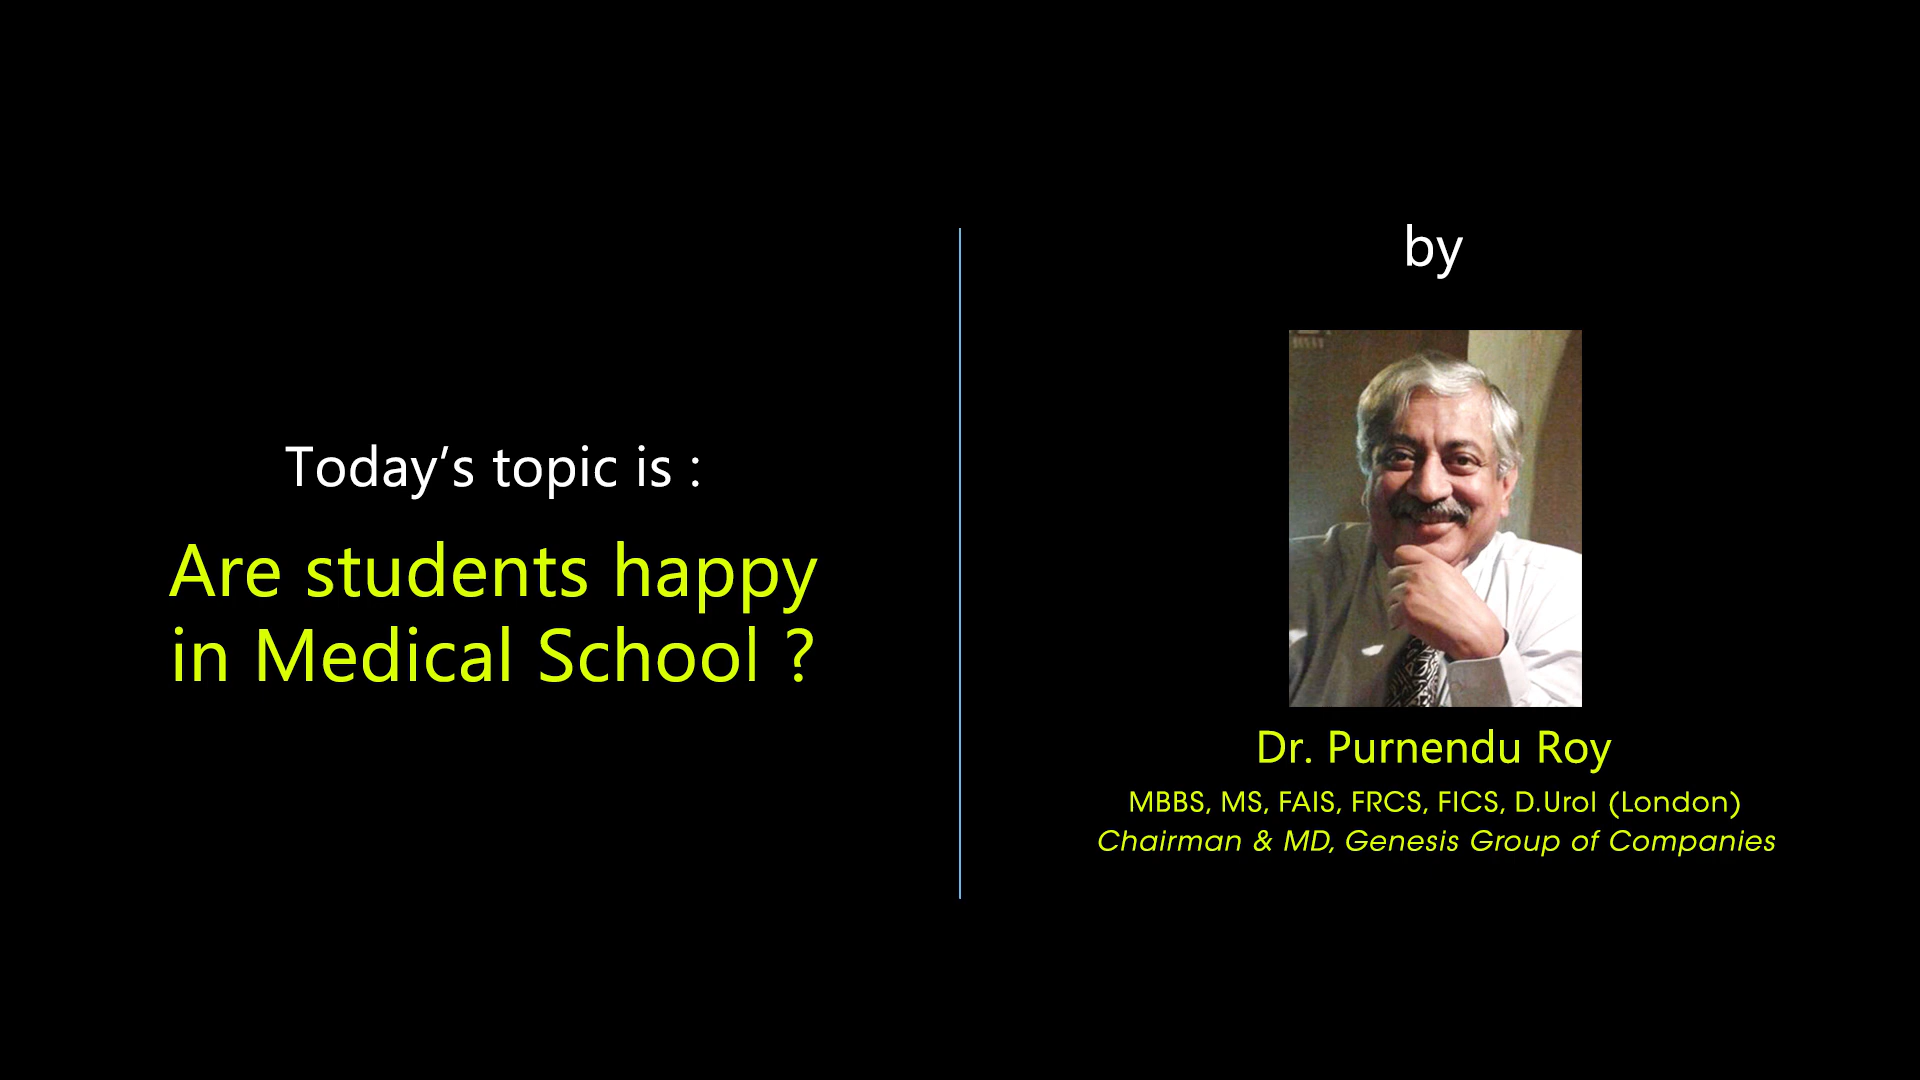 Today’s topic is :
Are students happy
in Medical School ?
by
Dr. Purnendu Roy
MBBS, MS, FAIS, FRCS, FICS, D.Urol (London)
Chairman & MD, Genesis Group of Companies